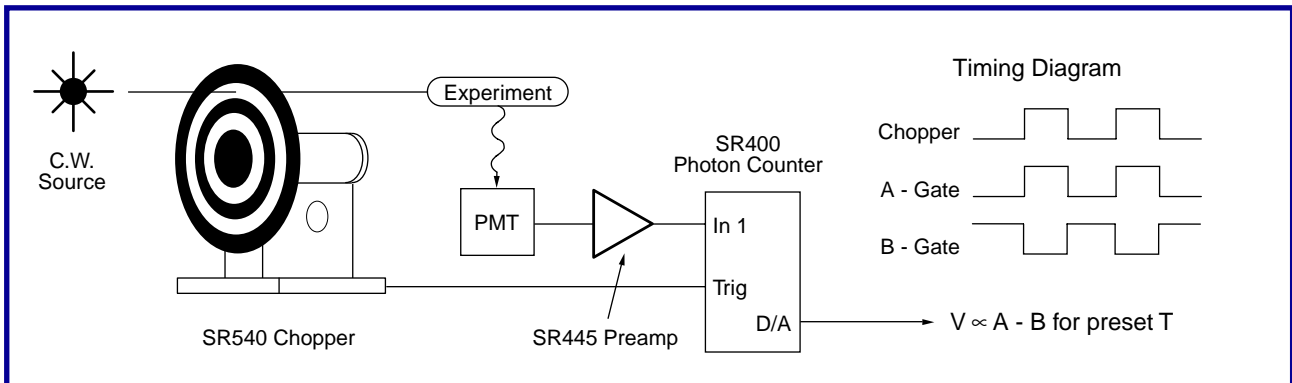 C.W.
Source
Experiment
Timing Diagram
Chopper
A - Gate
B - Gate
SR400
Photon Counter
PMT
In 1
Trig
D/A
SR540 Chopper
SR445 Preamp
V ∝ A - B for preset T